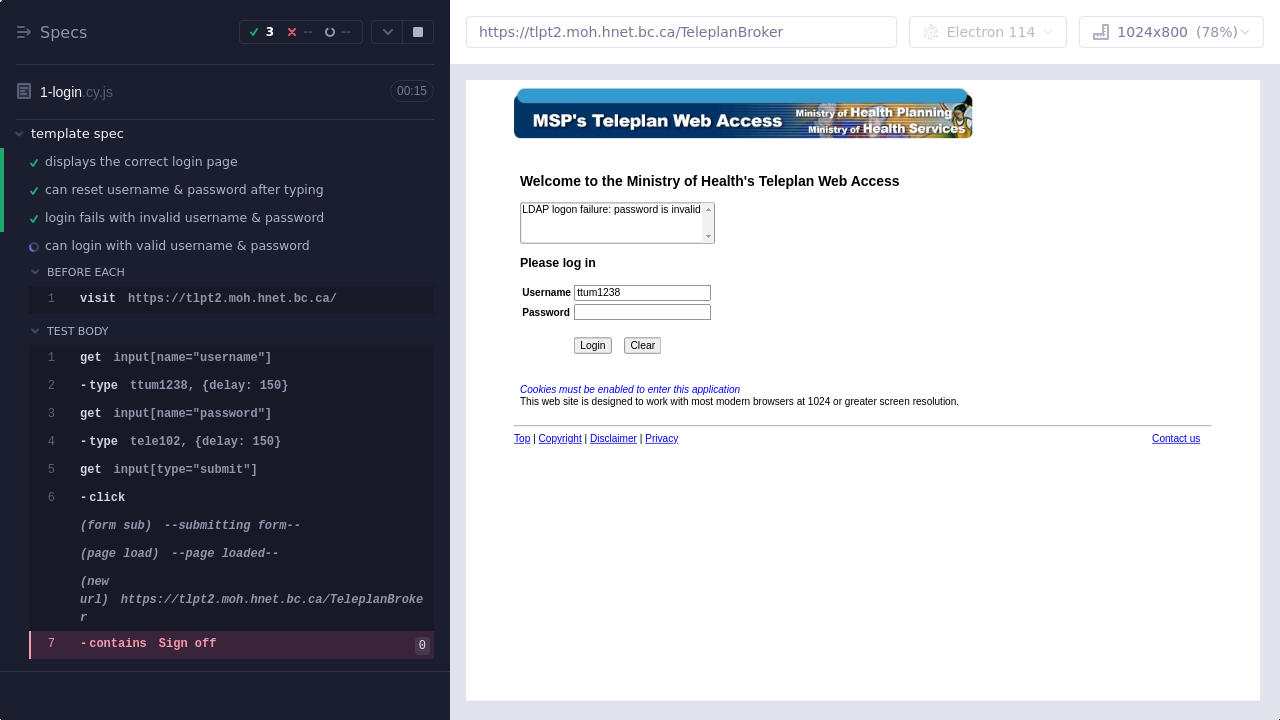 Specs
3 -- --
1-login.cy.js
00:15
template spec
displays the correct login page
can reset username & password after typing
login fails with invalid username & password
can login with valid username & password
BEFORE EACH
1 visit https://tlpt2.moh.hnet.bc.ca/
TEST BODY
1 get input[name="username"]
2 -type ttum1238, {delay: 150}
3 get input[name="password"]
4 -type tele102, {delay: 150}
5 get input[type="submit"]
6 -click
(form sub) --submitting form--
(page load) --page loaded--
(new
url) https://tlpt2.moh.hnet.bc.ca/TeleplanBroke
r
7 -contains Sign off 0
https://tlpt2.moh.hnet.bc.ca/TeleplanBroker
Electron 114
1024x800 (78%)
MSP's Teleplan Web Access
Ministry of Health Planning
Ministry of Health Services
Welcome to the Ministry of Health's Teleplan Web Access
LDAP logon failure: password is invalid
Please log in
Username ttum1238
Password
Login Clear
Cookies must be enabled to enter this application
This web site is designed to work with most modern browsers at 1024 or greater screen resolution.
Top | Copyright | Disclaimer | Privacy
Contact us